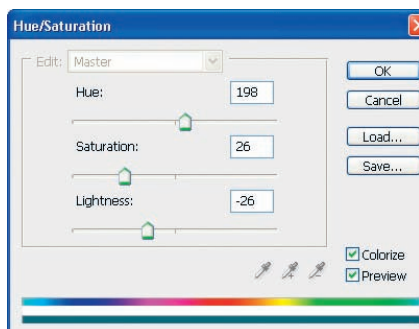 Hue/Saturation
Edit: Master
Hue: 198
Saturation: 26
Lightness: -26
OK
Cancel
Load...
Save...
Colorize
Preview